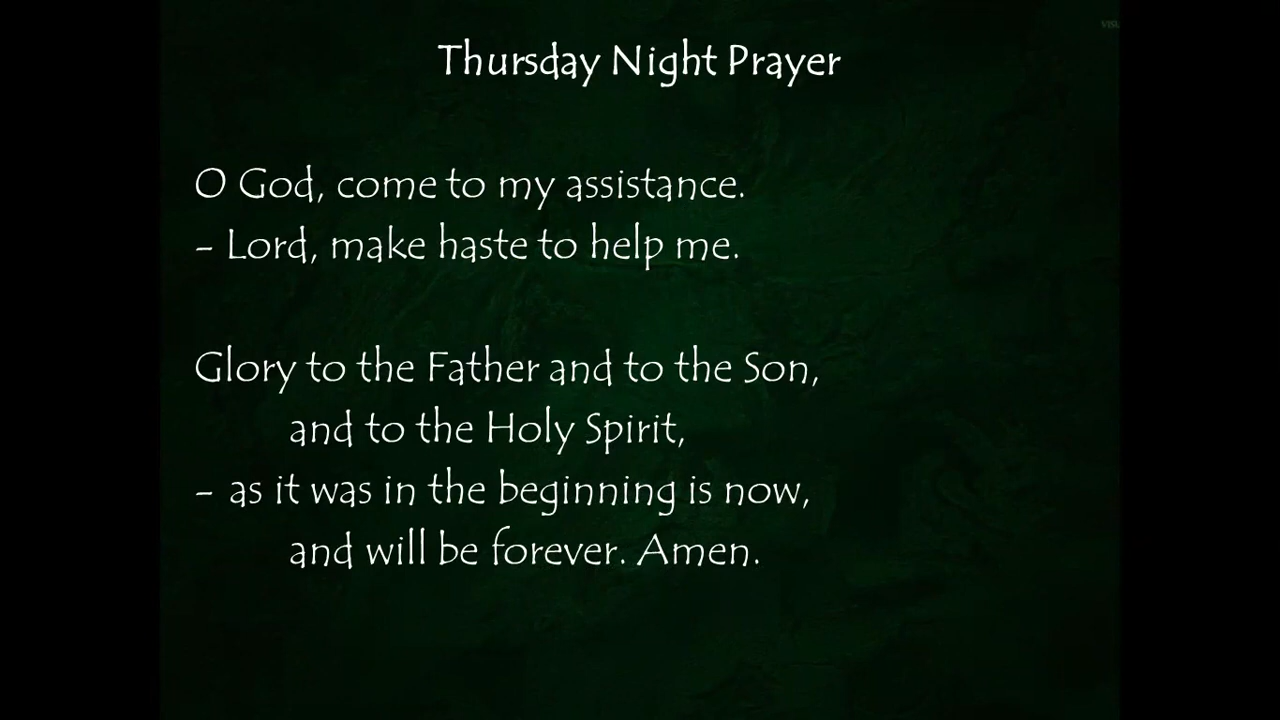 Thursday Night Prayer
O God, come to my assistance.
- Lord, make haste to help me.
Glory to the Father and to the Son,
and to the Holy Spirit,
- as it was in the beginning is now,
and will be forever. Amen.